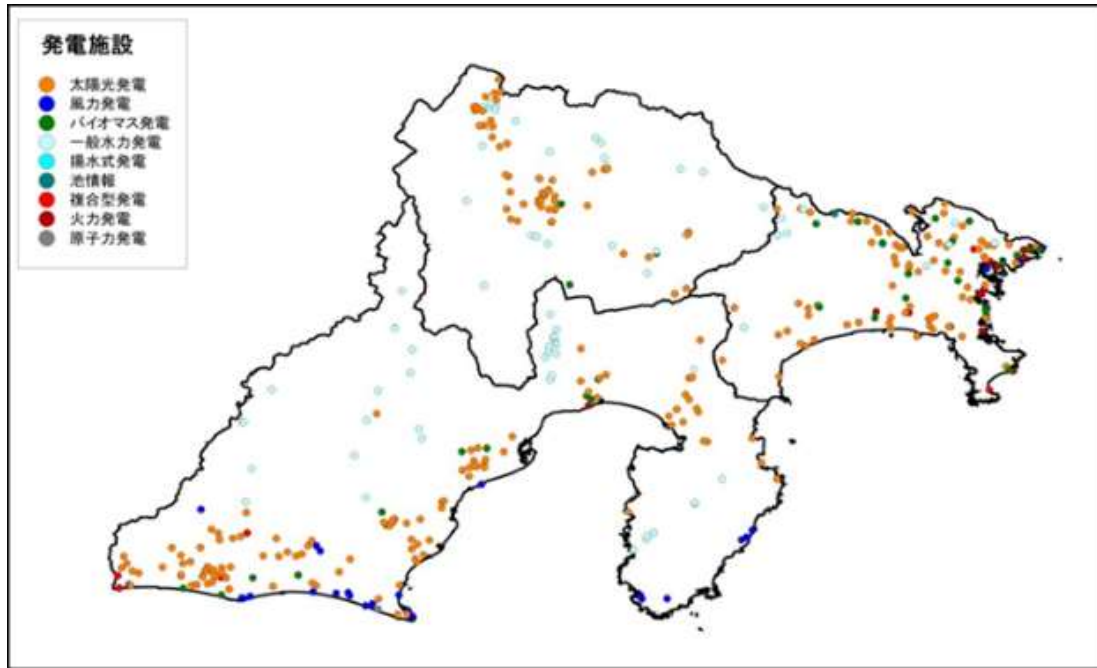 発電施設
太陽光発電
風力発電
バイオマス発電
一般水力発電
揚水式発電
池情報
複合型発電
火力発電
原子力発電